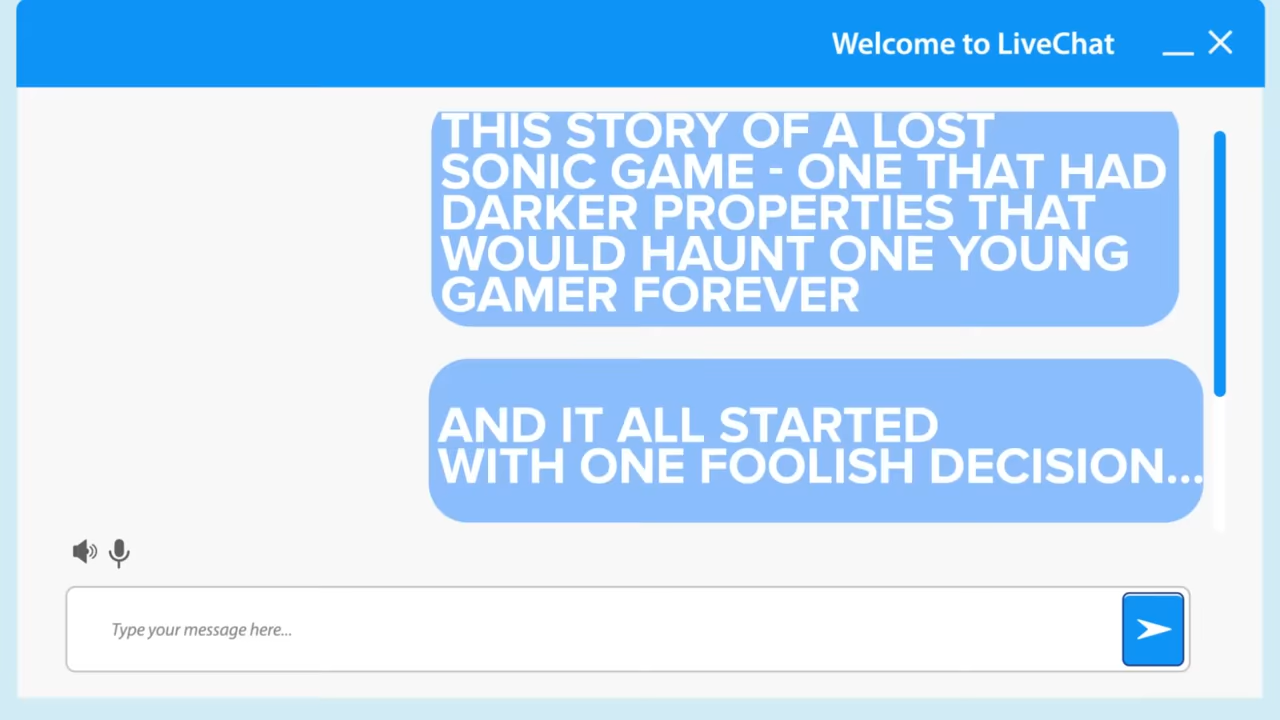 Welcome to LiveChat
THIS STORY OF A LOST
SONIC GAME - ONE THAT HAD
DARKER PROPERTIES THAT
WOULD HAUNT ONE YOUNG
GAMER FOREVER
AND IT ALL STARTED
WITH ONE FOOLISH DECISION...
Type your message here...